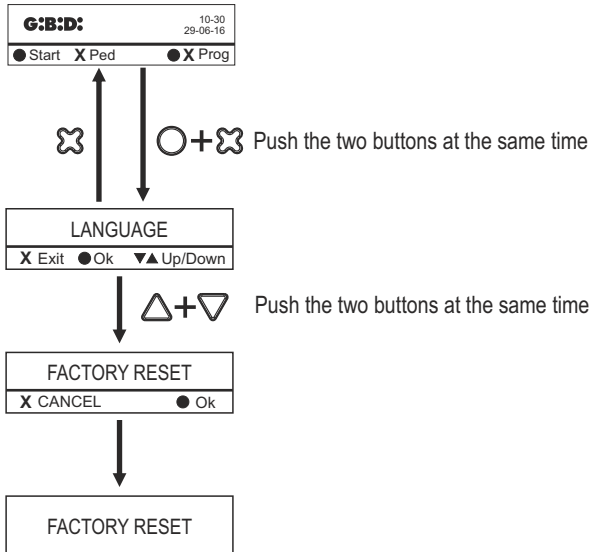 G:B:D:
10-30
29-06-16
● Start X Ped ● X Prog
+ Push the two buttons at the same time
LANGUAGE
X Exit ● Ok ▼▲ Up/Down
+ Push the two buttons at the same time
FACTORY RESET
X CANCEL ● Ok
FACTORY RESET